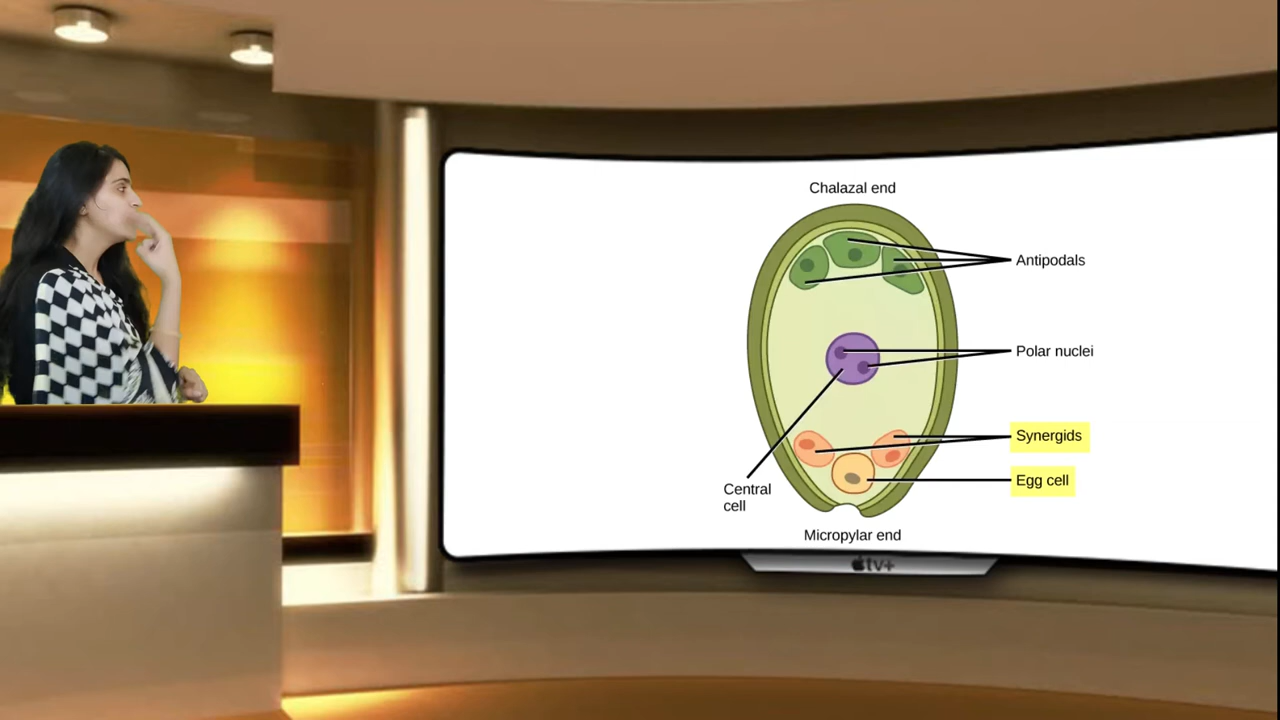 Chalazal end
Antipodals
Polar nuclei
Synergids
Egg cell
Central
cell
Micropylar end
tv+